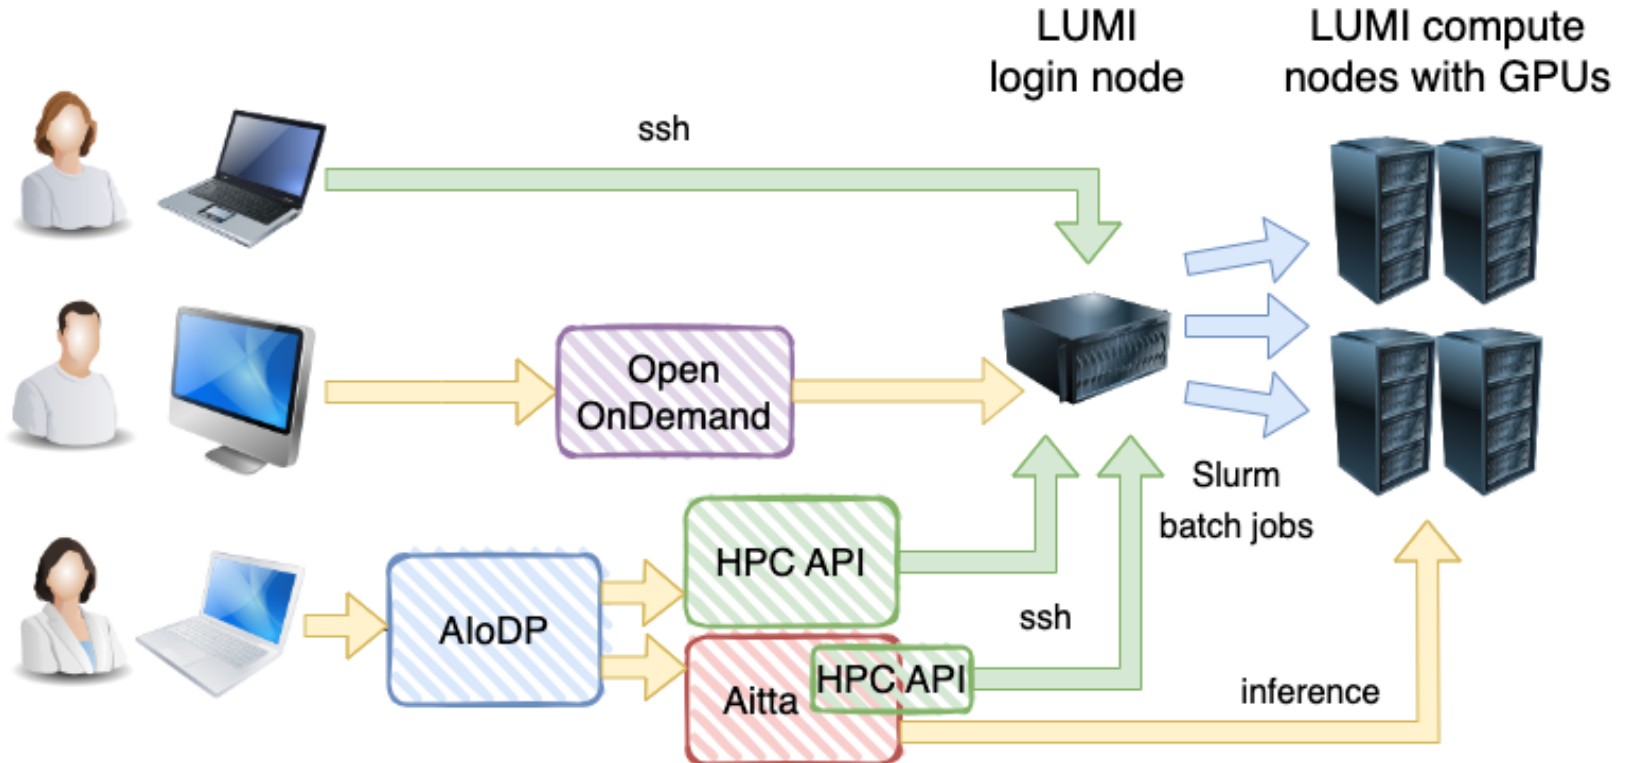 LUMI
login node
LUMI compute
nodes with GPUs
ssh
Open
OnDemand
Slurm
batch jobs
HPC API
AIoDP
ssh
HPC API
Aitta
inference